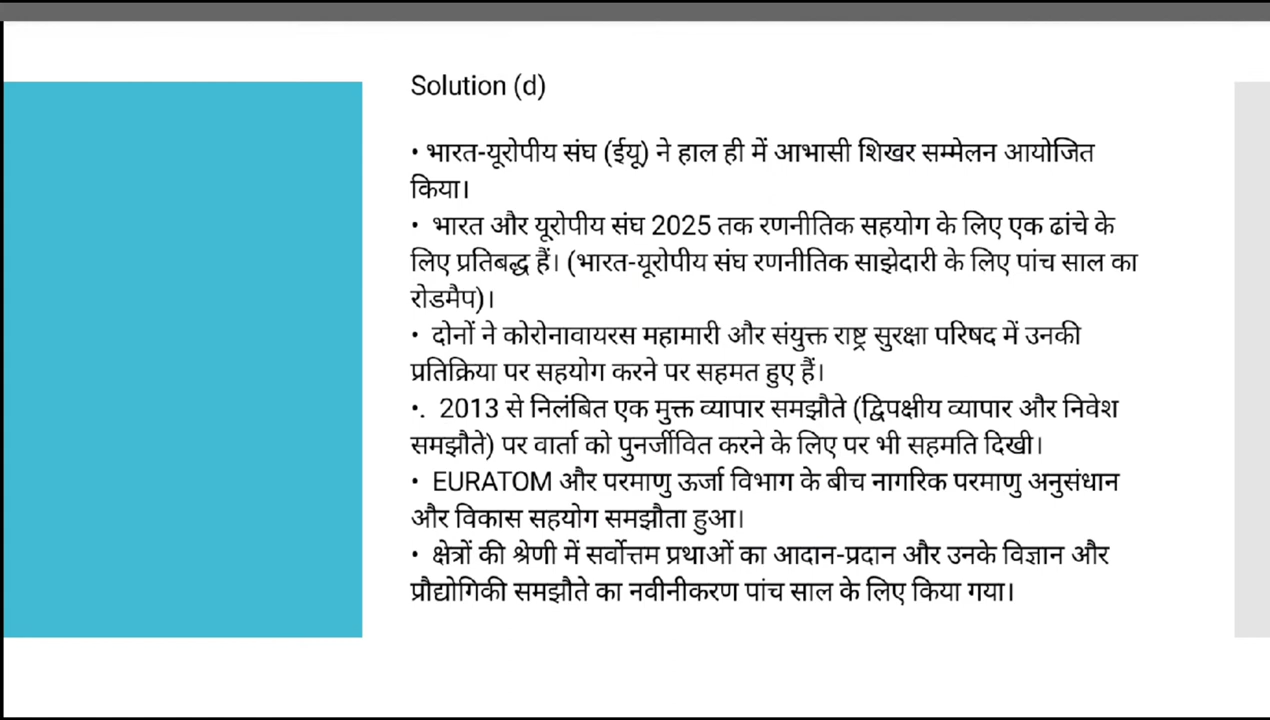 Solution (d)
• भारत-यूरोपीय संघ (ईयू) ने हाल ही में आभासी शिखर सम्मेलन आयोजित
किया।
• भारत और यूरोपीय संघ 2025 तक रणनीतिक सहयोग के लिए एक ढांचे के
लिए प्रतिबद्ध हैं। (भारत-यूरोपीय संघ रणनीतिक साझेदारी के लिए पांच साल का
रोडमैप)।
• दोनों ने कोरोनावायरस महामारी और संयुक्त राष्ट्र सुरक्षा परिषद में उनकी
प्रतिक्रिया पर सहयोग करने पर सहमत हुए हैं।
•. 2013 से निलंबित एक मुक्त व्यापार समझौते (द्विपक्षीय व्यापार और निवेश
समझौते) पर वार्ता को पुनर्जीवित करने के लिए पर भी सहमति दिखी।
• EURATOM और परमाणु ऊर्जा विभाग के बीच नागरिक परमाणु अनुसंधान
और विकास सहयोग समझौता हुआ।
• क्षेत्रों की श्रेणी में सर्वोत्तम प्रथाओं का आदान-प्रदान और उनके विज्ञान और
प्रौद्योगिकी समझौते का नवीनीकरण पांच साल के लिए किया गया।